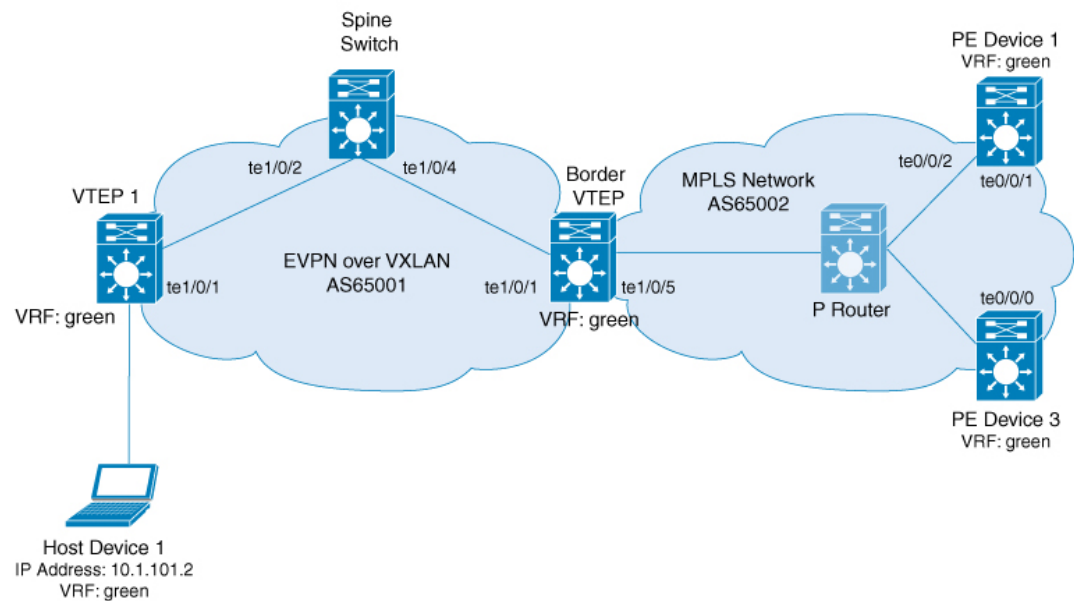 Spine
Switch
PE Device 1
VRF: green
te1/0/2
te1/0/4
Border
VTEP
MPLS Network
AS65002
te0/0/2
te0/0/1
VTEP 1
EVPN over VXLAN
AS65001
te1/0/1
te1/0/1
te1/0/5
VRF: green
VRF: green
P Router
te0/0/0
PE Device 3
VRF: green
Host Device 1
IP Address: 10.1.101.2
VRF: green